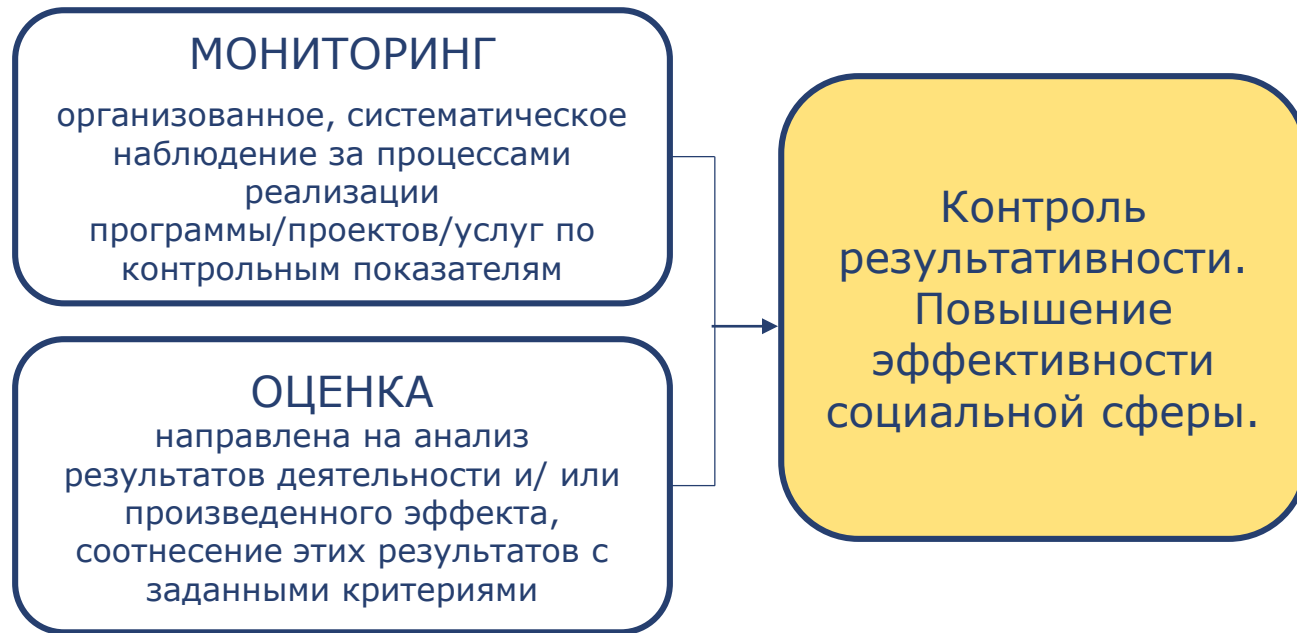 МОНИТОРИНГ
организованное, систематическое
наблюдение за процессами
реализации
программы/проектов/услуг по
контрольным показателям
ОЦЕНКА
направлена на анализ
результатов деятельности и/ или
произведенного эффекта,
соотнесение этих результатов с
заданными критериями
Контроль
результативности.
Повышение
эффективности
социальной сферы.